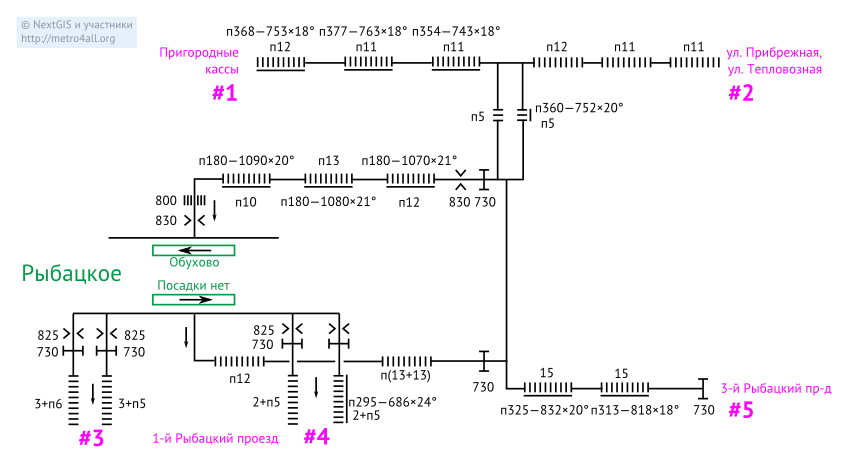 © NextGIS и участники
http://metro4all.org
п368−753×18° п377−763×18° п354−743×18°
п12 п11 п11 п12 п11 п11
Пригородные
кассы
#1
ул. Прибрежная,
ул. Тепловозная
#2
п5
п360−752×20°
п5
п180−1090×20° п13 п180−1070×21°
п10 п180−1080×21° п12 830 730
800
830
Обухово
Рыбацкое
Посадки нет
825 825 825
730 730 730
п12 п(13+13)
730
3+п6 3+п5 2+п5
п295−686×24°
2+п5
15 15
п325−832×20° п313−818×18° 730
3-й Рыбацкий пр-д
#5
#3
1-й Рыбацкий проезд
#4